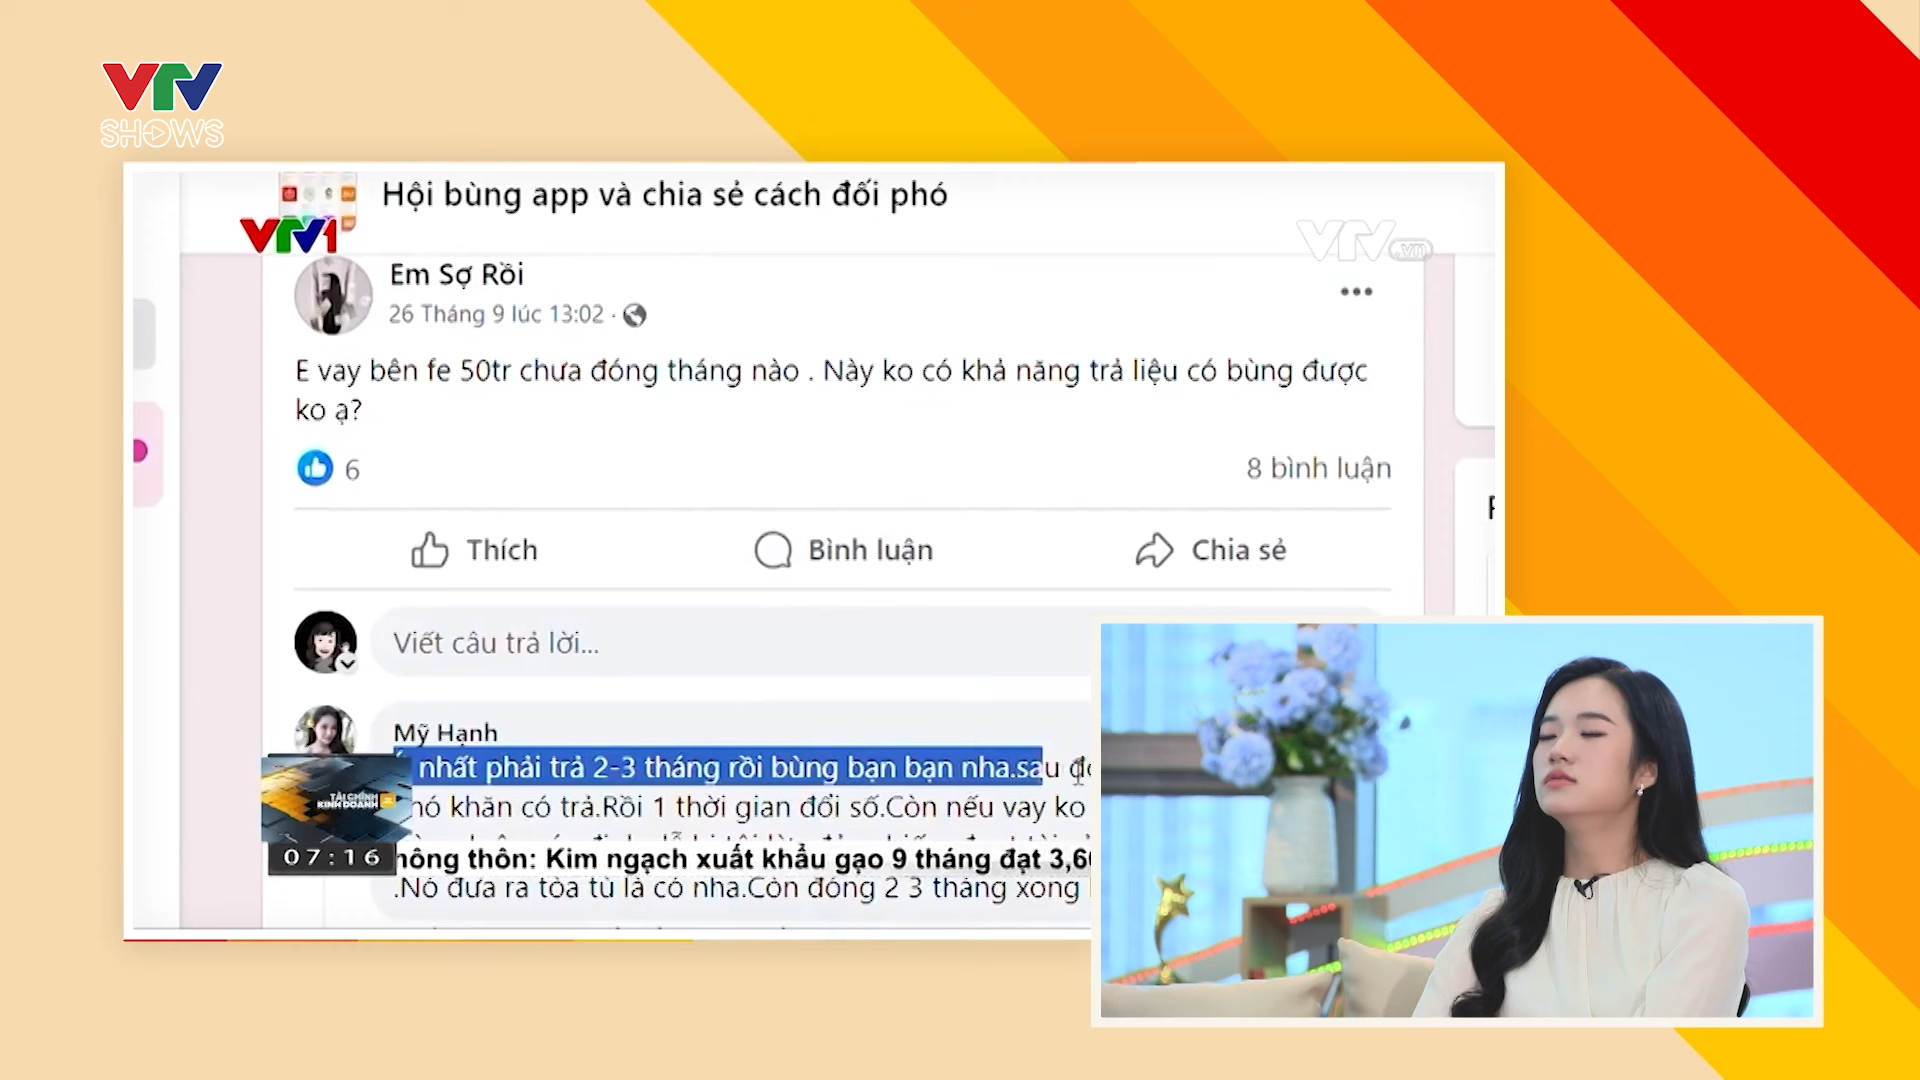 VTV
SHOWS
Hội bùng app và chia sẻ cách đối phó
VTV1
VTV
Em Sợ Rồi
26 Tháng 9 lúc 13:02
E vay bên fe 50tr chưa đóng tháng nào . Này ko có khả năng trả liệu có bùng được
ko ạ?
6
8 bình luận
Thích
Bình luận
Chia sẻ
Viết câu trả lời...
Mỹ Hạnh
nhất phải trả 2-3 tháng rồi bùng bạn bạn nha.sau
khăn có trả.Rồi 1 thời gian đổi số.Còn nếu vay ko
TÀI CHÍNH
KINH DOANH
07:16
thôn: Kim ngạch xuất khẩu gạo 9 tháng đạt
.Nó đưa ra tòa tù là có nha.Còn đóng 2 3 tháng xong